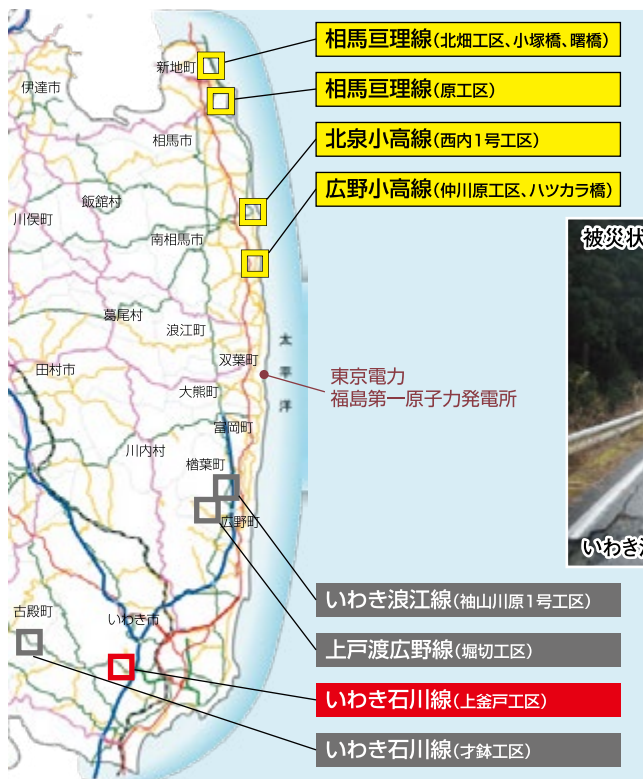 相馬亘理線(北畑工区、小塚橋、曙橋)
相馬亘理線(原工区)
北泉小高線(西内1号工区)
広野小高線(仲川原工区、ハツカラ橋)
新地町
伊達市
相馬市
飯舘村
川俣町
南相馬市
葛尾村
浪江町
双葉町
田村市
大熊町
富岡町
川内村
楢葉町
広野町
古殿町
いわき市
太平洋
東京電力
福島第一原子力発電所
被災状
いわき浪
いわき浪江線(袖山川原1号工区)
上戸渡広野線(堀切工区)
いわき石川線(上釜戸工区)
いわき石川線(才鉢工区)